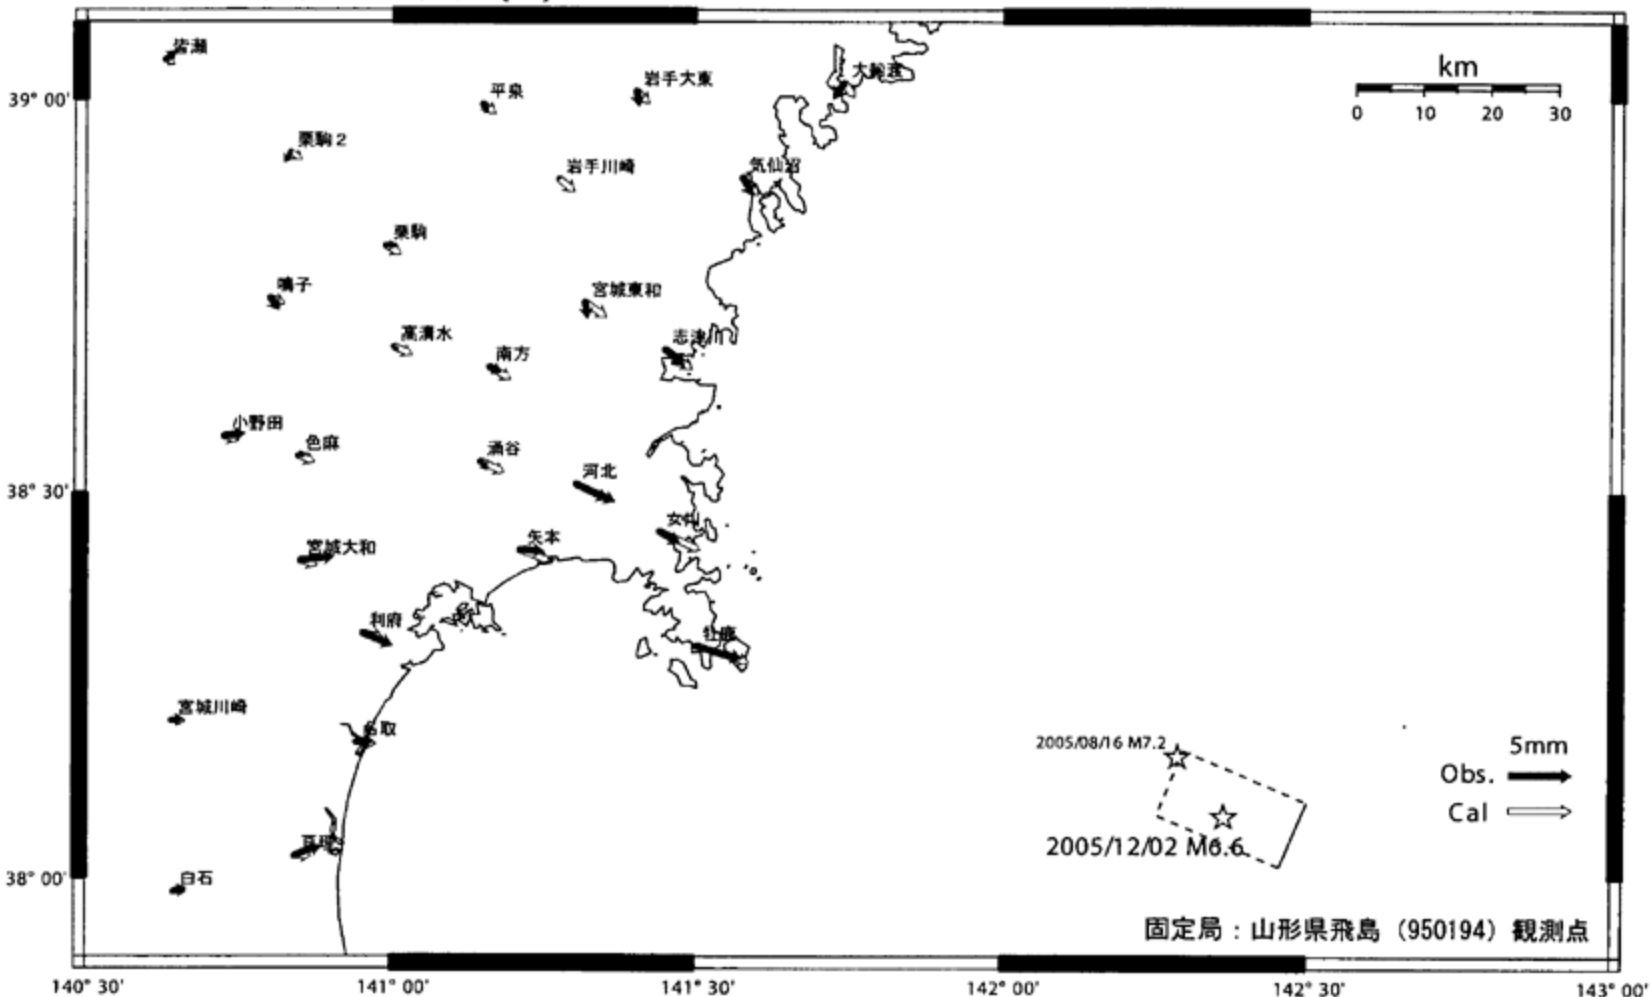 皆瀬
39° 00'
平泉
岩手大東
大船渡
km
0 10 20 30
栗駒2
岩手川崎
気仙沼
栗駒
鳴子
宮城東和
高清水
南方
志津川
小野田
色麻
涌谷
河北
38° 30'
女川
矢本
宮城大和
利府
牡鹿
宮城川崎
名取
2005/08/16 M7.2
5mm
Obs.
Cal
2005/12/02 M6.6
亘理
白石
38° 00'
固定局：山形県飛島（950194）観測点
140° 30'
141° 00'
141° 30'
142° 00'
142° 30'
143° 00'